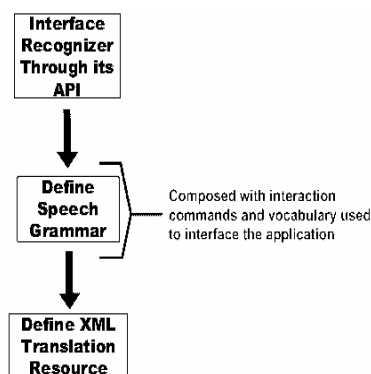 Interface
Recognizer
Through its
API
Define
Speech
Grammar
Composed with interaction
commands and vocabulary used
to interface the application
Define XML
Translation
Resource